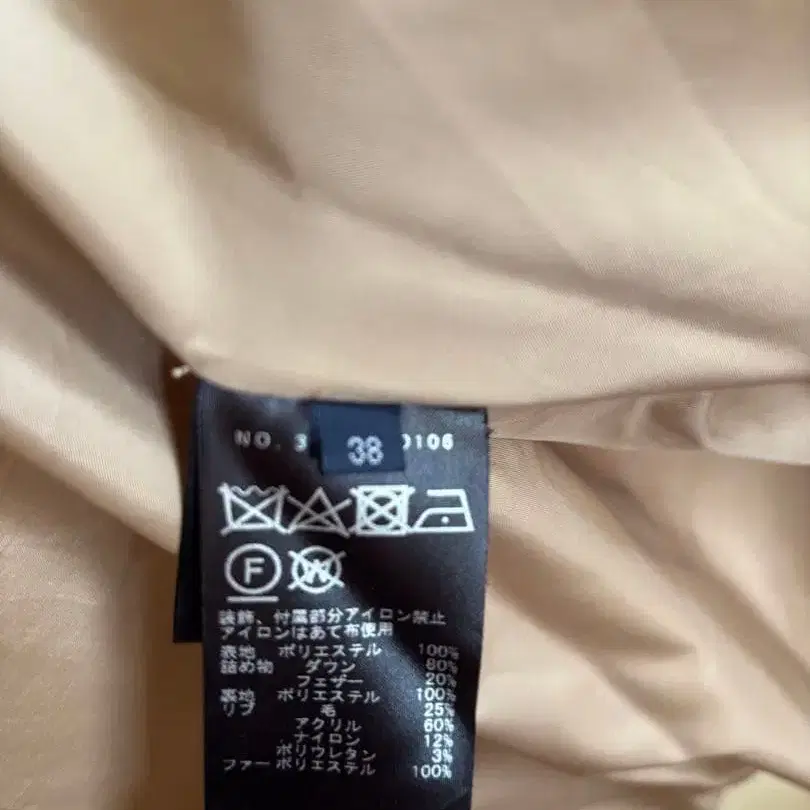 NO. 3 0106
38
F
W
装飾、付属部分アイロン禁止
アイロンはあて布使用
表地 ポリエステル 100%
詰め物 ダウン 80%
フェザー 20%
裏地 ポリエステル 100%
リブ 毛 25%
アクリル 60%
ナイロン 12%
ポリウレタン 3%
ファー ポリエステル 100%